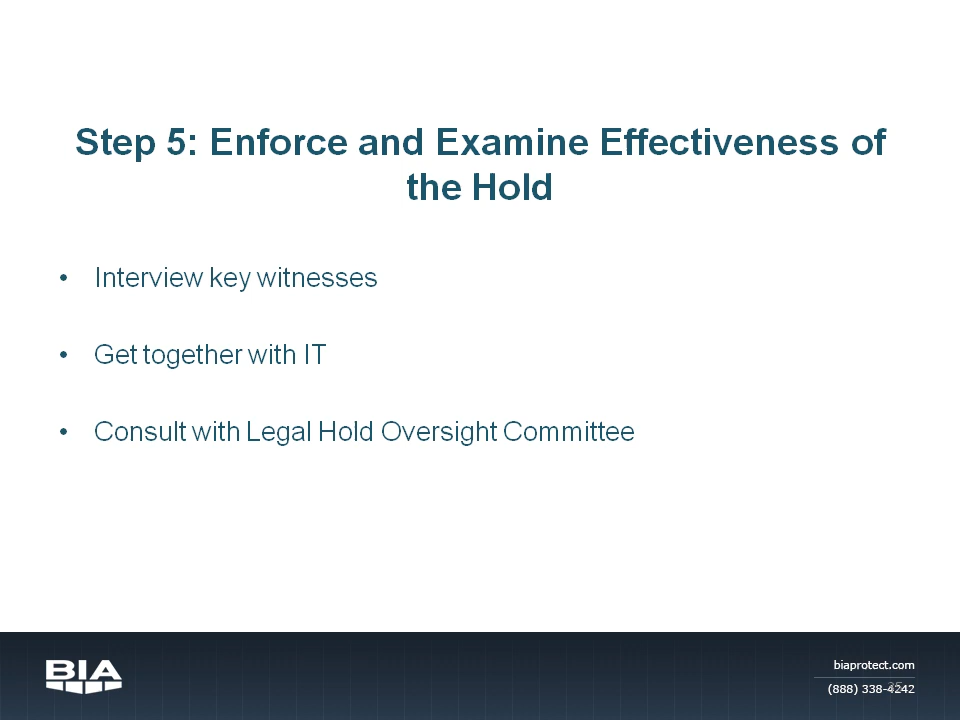 Step 5: Enforce and Examine Effectiveness of
the Hold
• Interview key witnesses
• Get together with IT
• Consult with Legal Hold Oversight Committee
BIA
biaprotect.com
(888) 338-4242